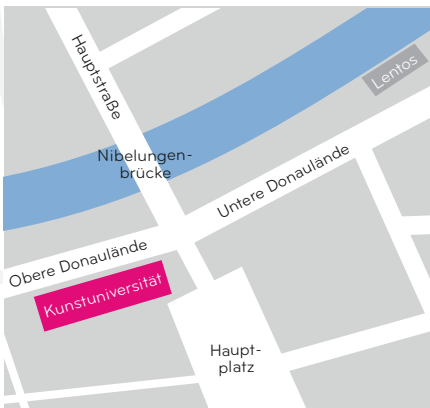 Hauptstraße
Lentos
Nibelungen-
brücke
Untere Donaulände
Obere Donaulände
Kunstuniversität
Haupt-
platz